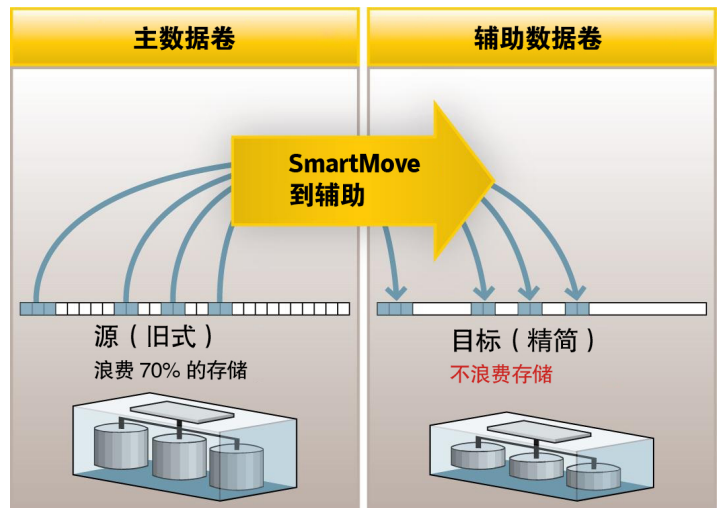 主数据卷
辅助数据卷
SmartMove
到辅助
源（旧式）
浪费 70% 的存储
目标（精简）
不浪费存储